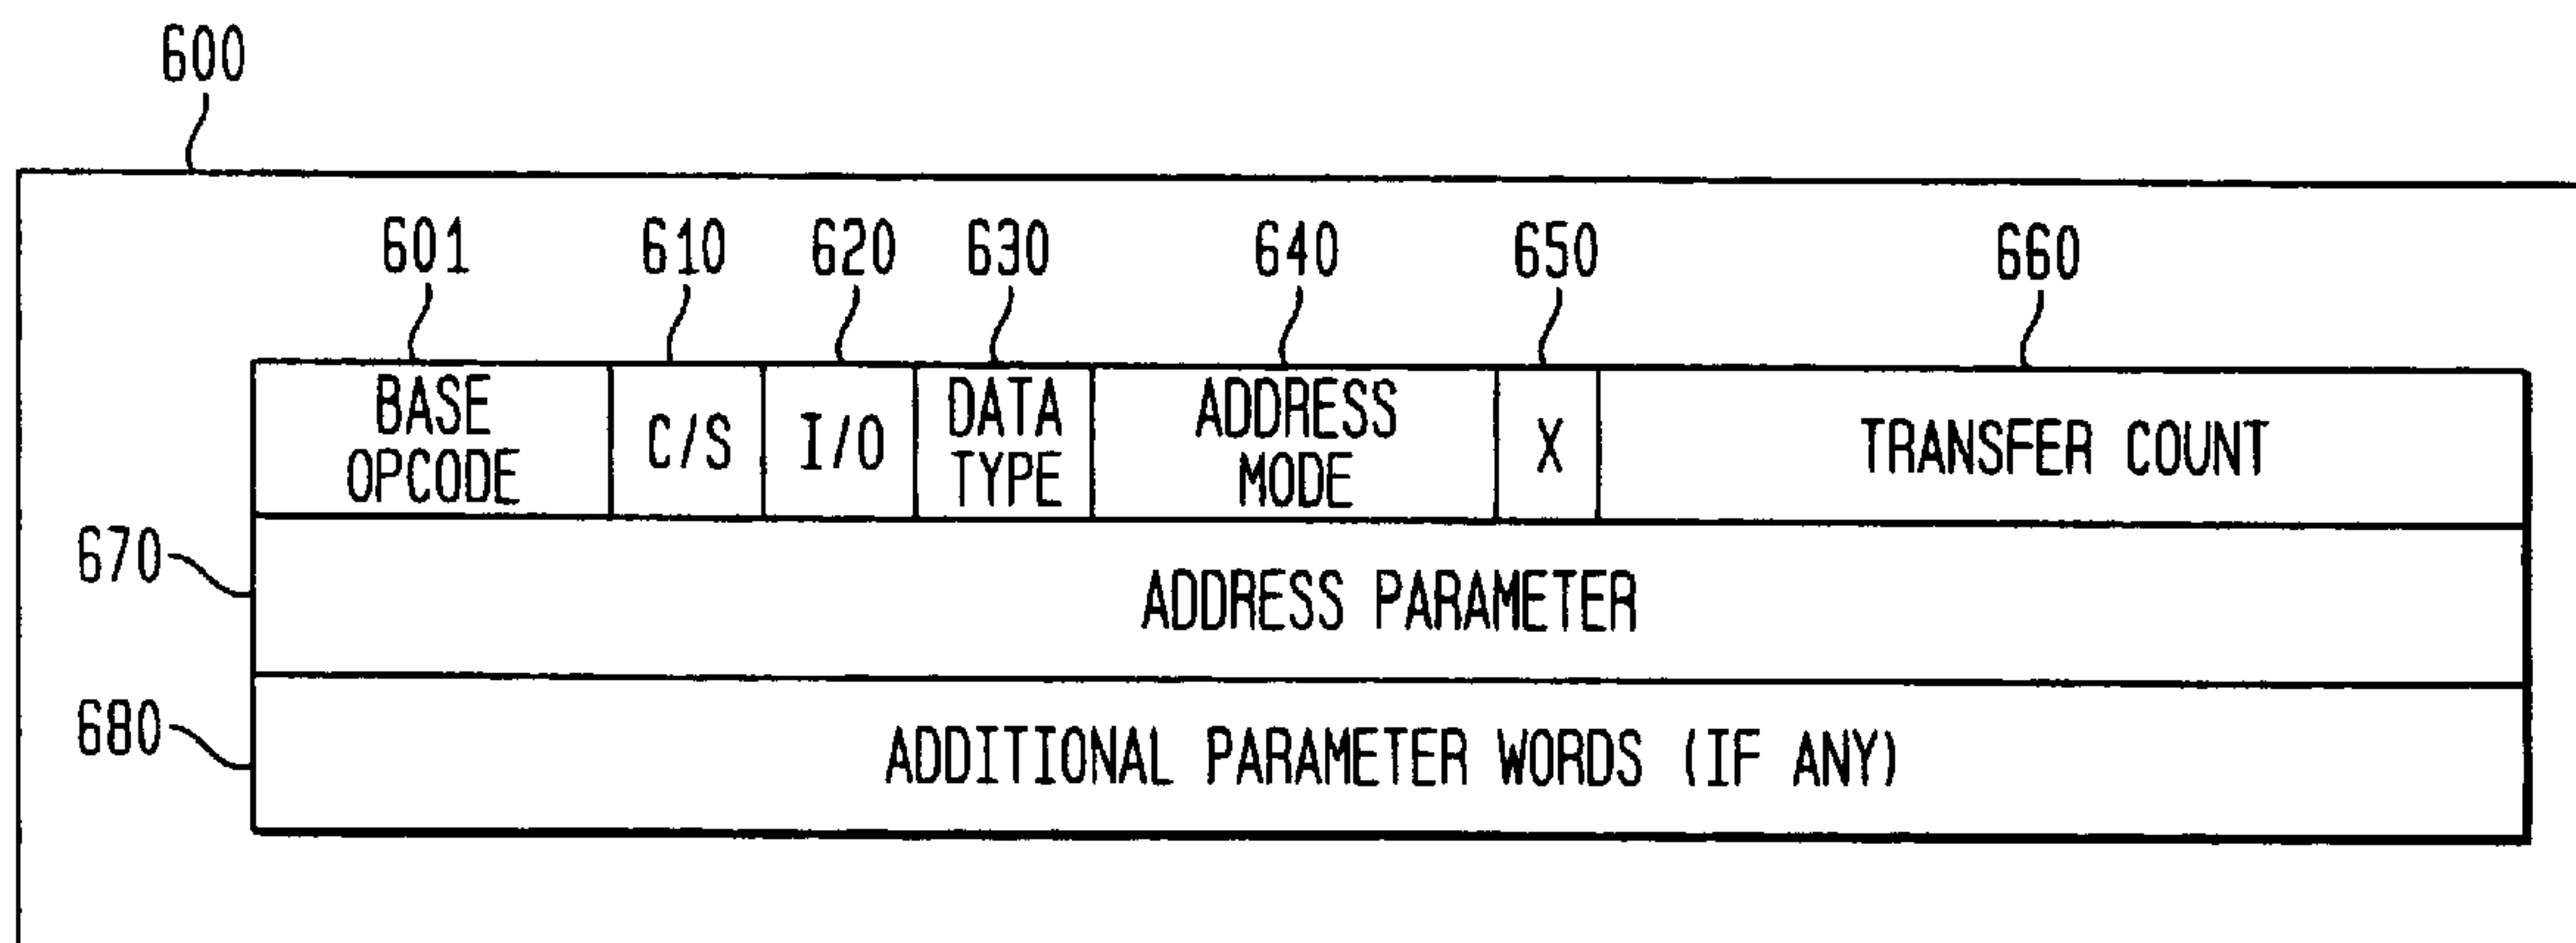 600
601 610 620 630 640 650 660
BASE OPCODE C/S I/O DATA TYPE ADDRESS MODE X TRANSFER COUNT
670 ADDRESS PARAMETER
680 ADDITIONAL PARAMETER WORDS (IF ANY)